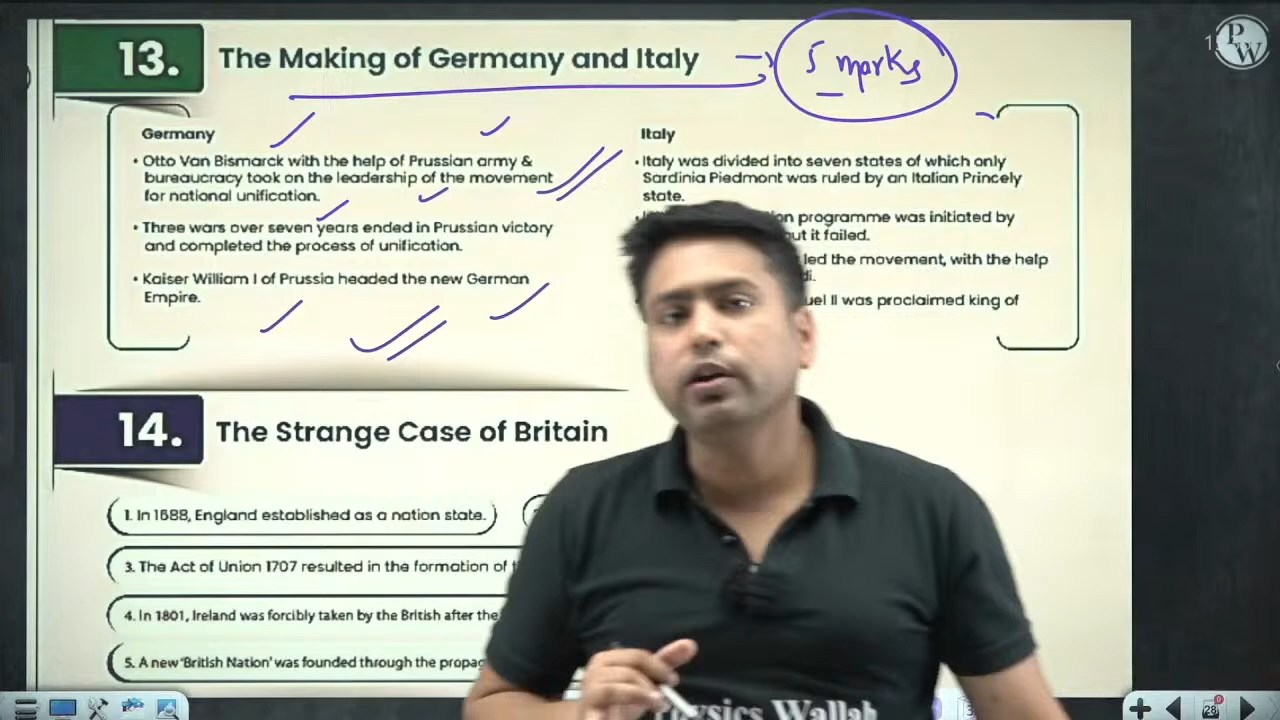 13. The Making of Germany and Italy
5 marks
PW
Germany
• Otto Van Bismarck with the help of Prussian army &
bureaucracy took on the leadership of the movement
for national unification.
• Three wars over seven years ended in Prussian victory
and completed the process of unification.
• Kaiser William I of Prussia headed the new German
Empire.
Italy
• Italy was divided into seven states of which only
Sardinia Piedmont was ruled by an Italian Princely
state.
programme was initiated by
it failed.
led the movement, with the help
II was proclaimed king of
14. The Strange Case of Britain
1. In 1688, England established as a nation state.
3. The Act of Union 1707 resulted in the formation of
4. In 1801, Ireland was forcibly taken by the British after the
5. A new 'British Nation' was founded through the
Physics Wallah
28